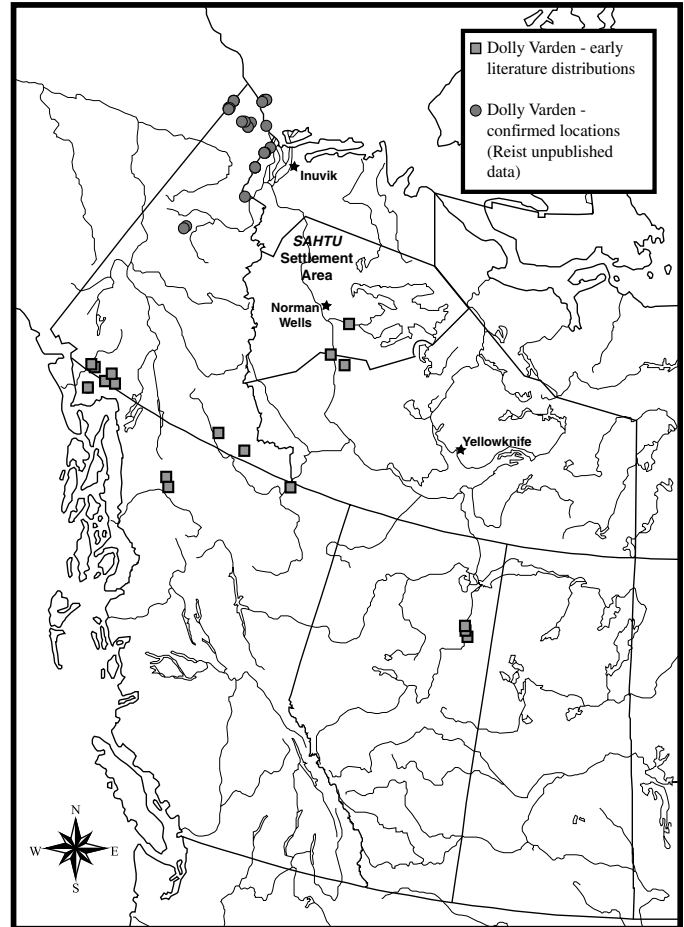 Dolly Varden - early
literature distributions
Dolly Varden -
confirmed locations
(Reist unpublished
data)
Inuvik
SAHTU
Settlement
Area
Norman
Wells
Yellowknife
N
W
E
S